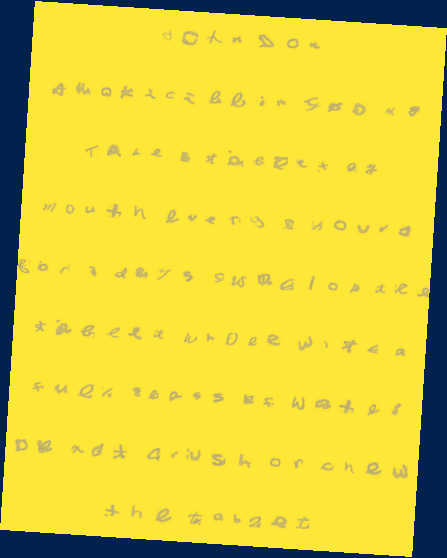 JOhn Doe
Amoxicillin 500 mg
Take 1 tablet by
mouth every 8 hours
for 7 days swallow the
tablet whole with a
full glass of water
Do not crush or chew
the tablet